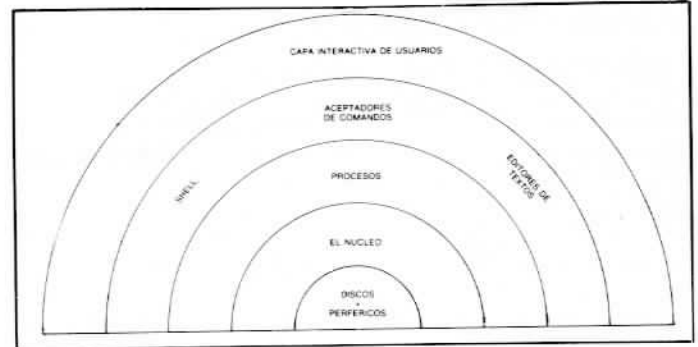 CAPA INTERACTIVA DE USUARIOS
ACEPTADORES
DE COMANDOS
SHELL
EDITORES DE
TEXTOS
PROCESOS
EL NUCLEO
DISCOS
+
PERFERICOS